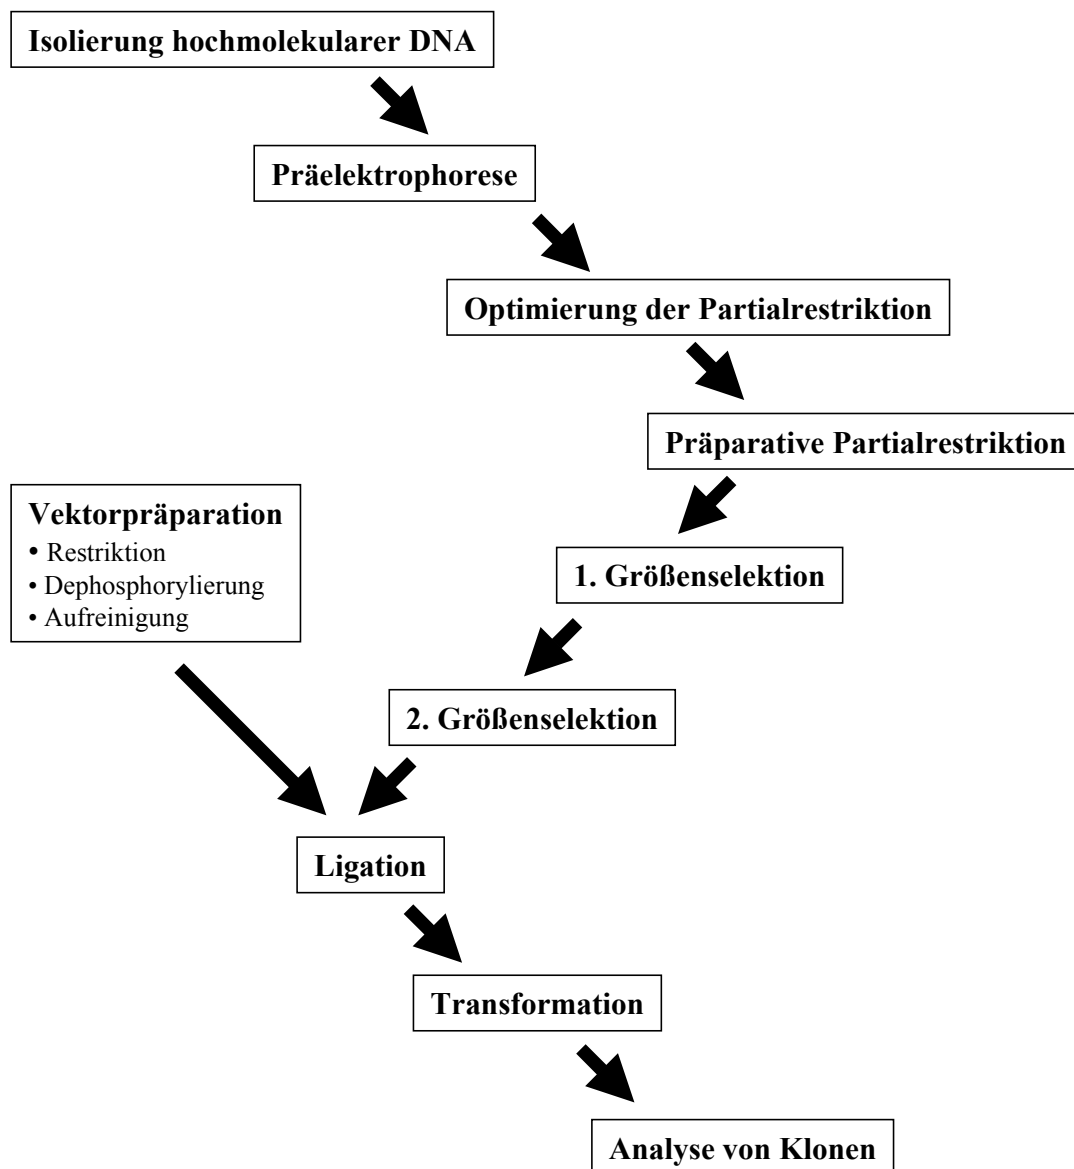 Isolierung hochmolekularer DNA
Präelektrophorese
Optimierung der Partialrestriktion
Präparative Partialrestriktion
Vektorpräparation
• Restriktion
• Dephosphorylierung
• Aufreinigung
1. Größenselektion
2. Größenselektion
Ligation
Transformation
Analyse von Klonen